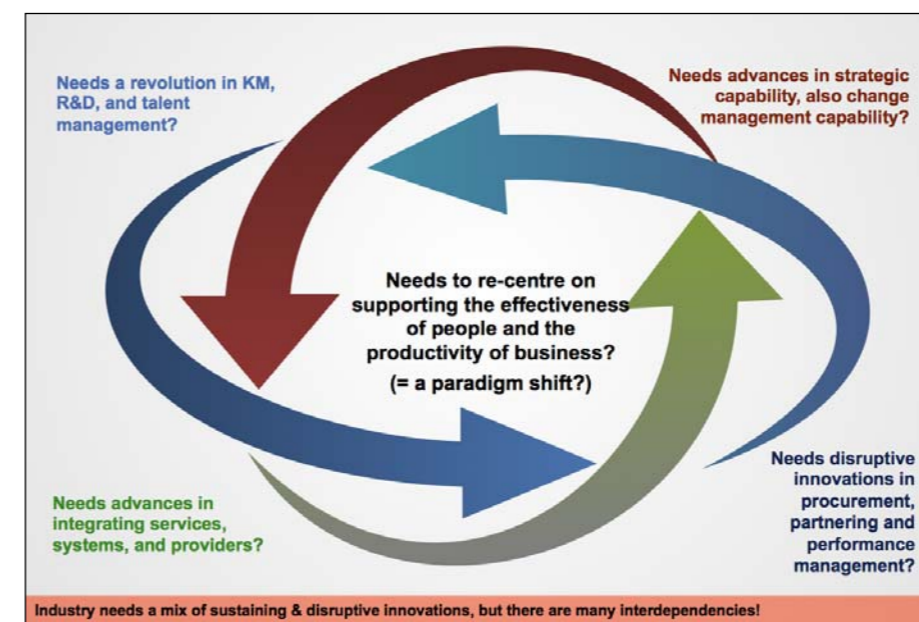 Needs a revolution in KM,
R&D, and talent
management?
Needs advances in strategic
capability, also change
management capability?
Needs to re-centre on
supporting the effectiveness
of people and the
productivity of business?
(= a paradigm shift?)
Needs advances in
integrating services,
systems, and providers?
Needs disruptive
innovations in
procurement,
partnering and
performance
management?
Industry needs a mix of sustaining & disruptive innovations, but there are many interdependencies!